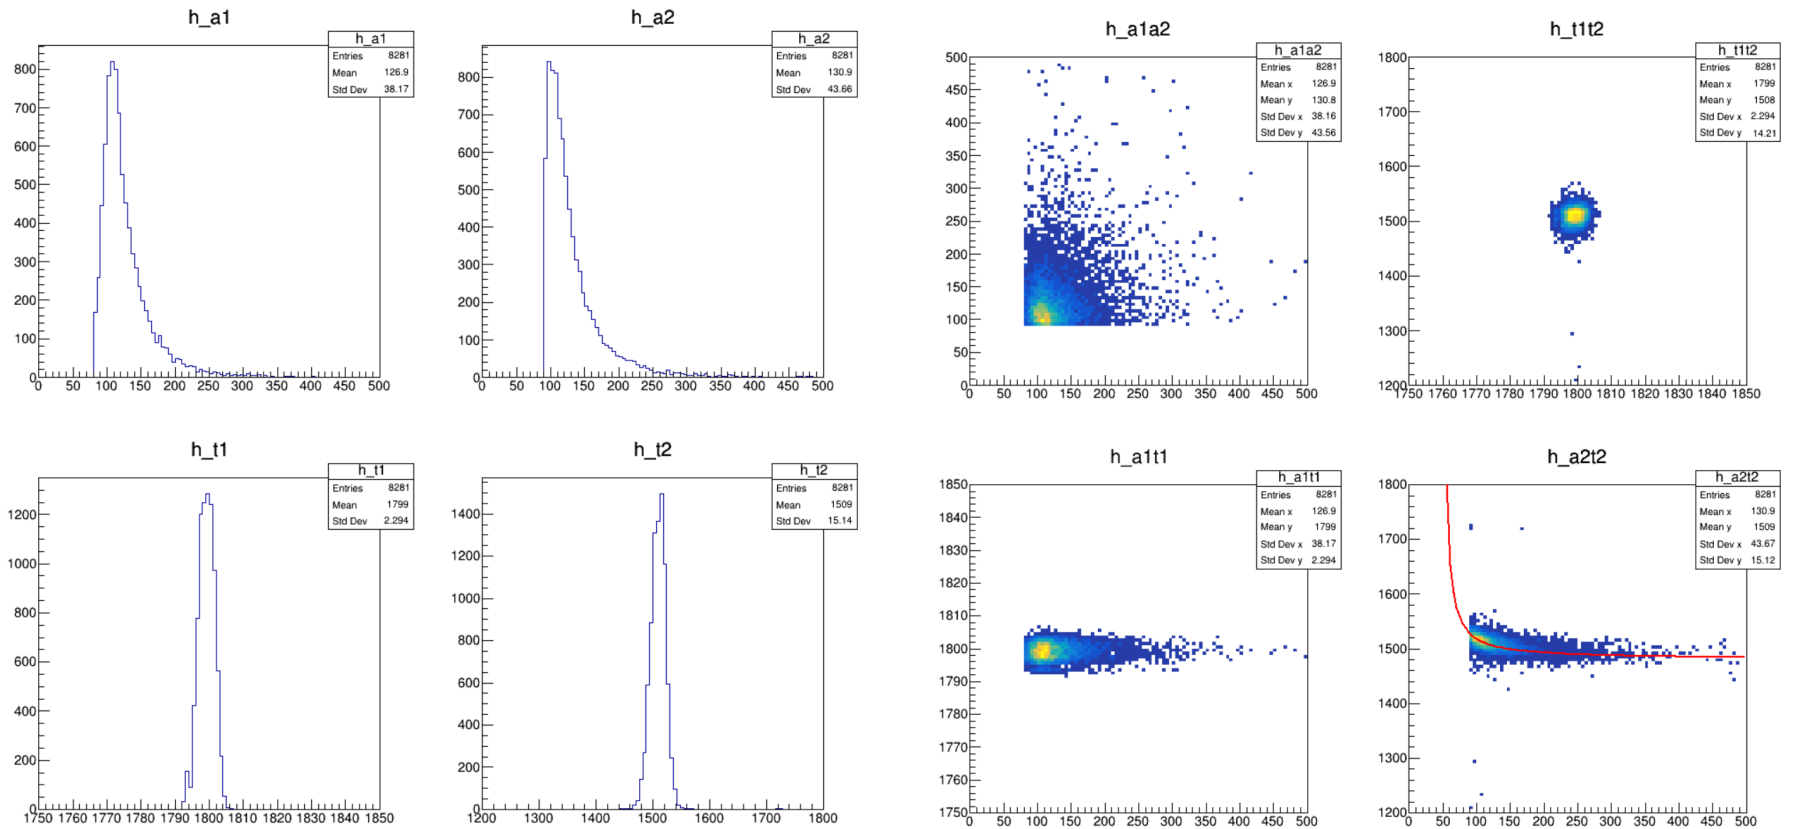 h_a1
h_a1
Entries 8281
Mean 126.9
Std Dev 38.17
800
700
600
500
400
300
200
100
0
0 50 100 150 200 250 300 350 400 450 500
h_a2
h_a2
Entries 8281
Mean 130.9
Std Dev 43.66
800
700
600
500
400
300
200
100
0
0 50 100 150 200 250 300 350 400 450 500
h_a1a2
h_a1a2
Entries 8281
Mean x 126.9
Mean y 130.8
Std Dev x 38.16
Std Dev y 43.56
500
450
400
350
300
250
200
150
100
50
0
0 50 100 150 200 250 300 350 400 450 500
h_t1t2
h_t1t2
Entries 8281
Mean x 1799
Mean y 1508
Std Dev x 2.294
Std Dev y 14.21
1800
1700
1600
1500
1400
1300
1200
1750 1760 1770 1780 1790 1800 1810 1820 1830 1840 1850
h_t1
h_t1
Entries 8281
Mean 1799
Std Dev 2.294
1200
1000
800
600
400
200
0
1750 1760 1770 1780 1790 1800 1810 1820 1830 1840 1850
h_t2
h_t2
Entries 8281
Mean 1509
Std Dev 15.14
1400
1200
1000
800
600
400
200
0
1200 1300 1400 1500 1600 1700 1800
h_a1t1
h_a1t1
Entries 8281
Mean x 126.9
Mean y 1799
Std Dev x 38.17
Std Dev y 2.294
1850
1840
1830
1820
1810
1800
1790
1780
1770
1760
1750
0 50 100 150 200 250 300 350 400 450 500
h_a2t2
h_a2t2
Entries 8281
Mean x 130.9
Mean y 1509
Std Dev x 43.67
Std Dev y 15.12
1800
1700
1600
1500
1400
1300
1200
0 50 100 150 200 250 300 350 400 450 500